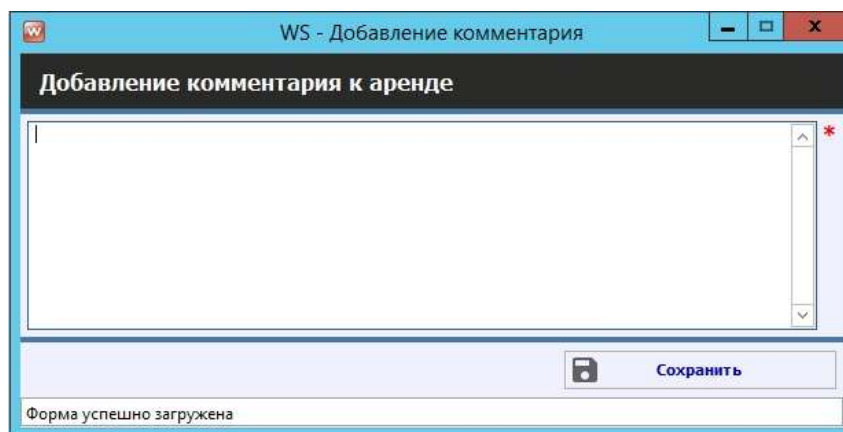 WS - Добавление комментария
Добавление комментария к аренде
*
Сохранить
Форма успешно загружена